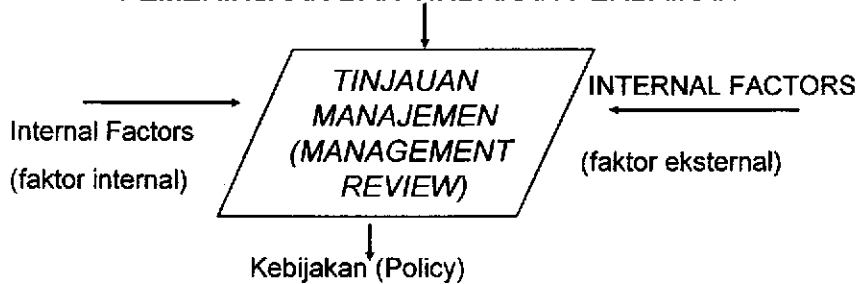 TINJAUAN
MANAJEMEN
(MANAGEMENT
REVIEW)
Internal Factors
(faktor internal)
INTERNAL FACTORS
(faktor eksternal)
Kebijakan (Policy)